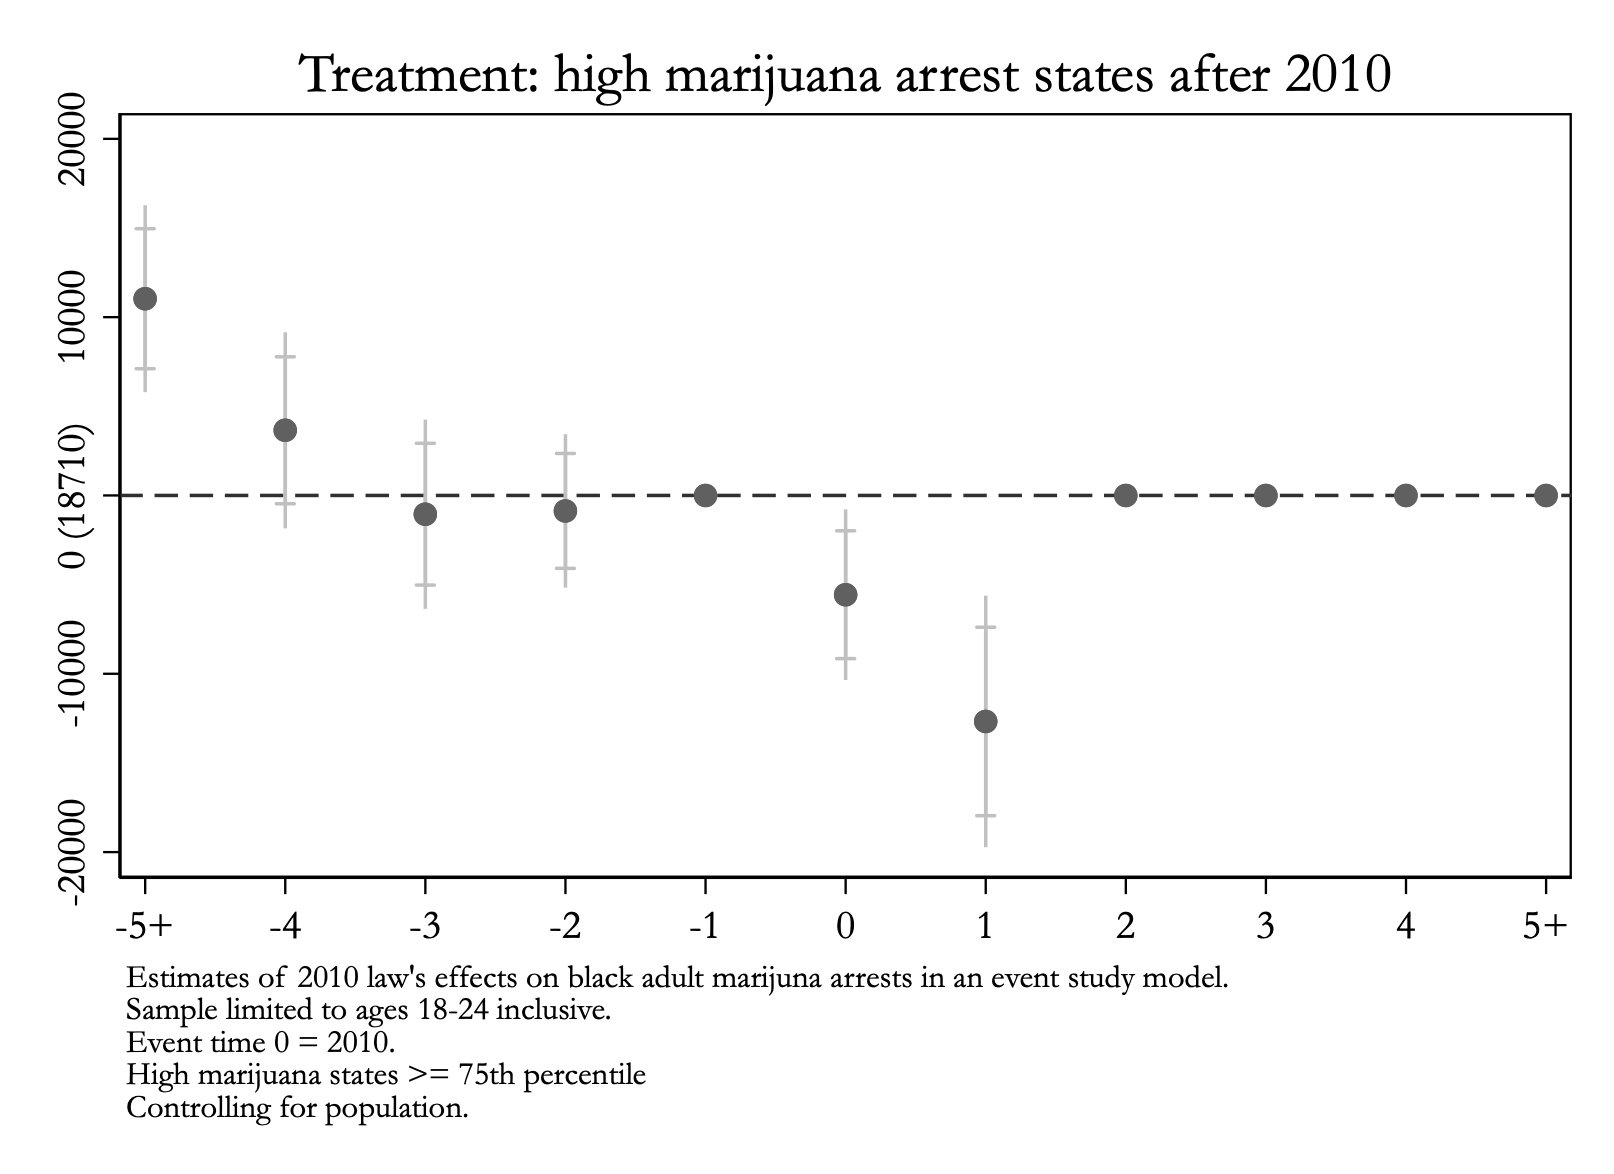 Treatment: high marijuana arrest states after 2010
20000
10000
0 (18710)
-10000
-20000
-5+ -4 -3 -2 -1 0 1 2 3 4 5+
Estimates of 2010 law's effects on black adult marijuna arrests in an event study model.
Sample limited to ages 18-24 inclusive.
Event time 0 = 2010.
High marijuana states >= 75th percentile
Controlling for population.